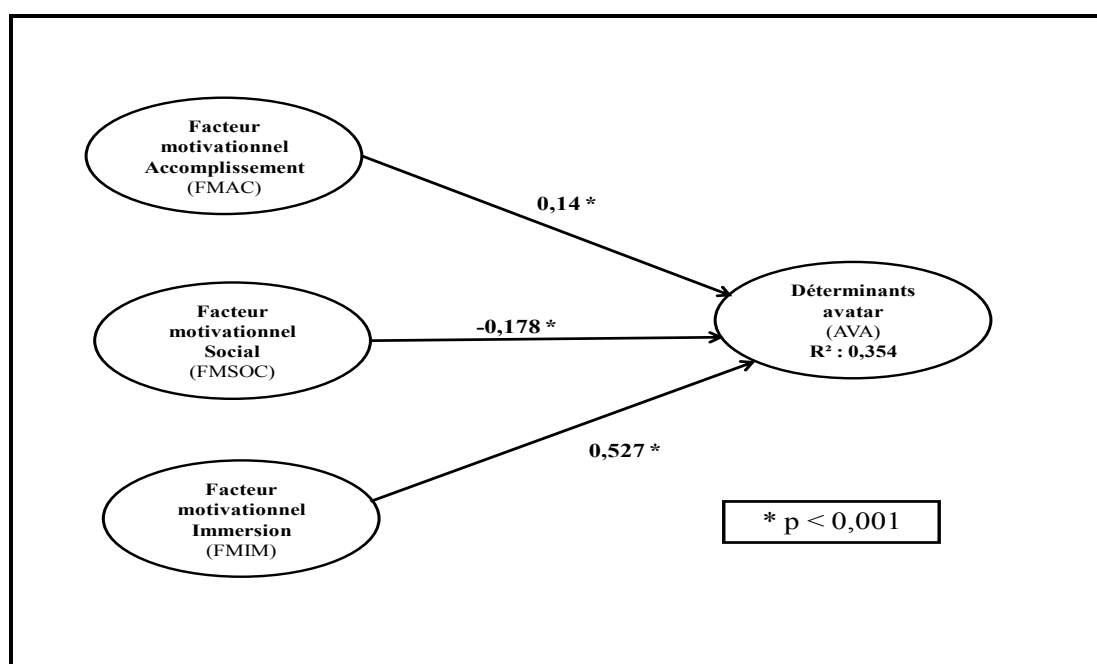 Facteur
motivationnel
Accomplissement
(FMAC)
0,14 *
Facteur
motivationnel
Social
(FMSOC)
-0,178 *
Déterminants
avatar
(AVA)
R² : 0,354
Facteur
motivationnel
Immersion
(FMIM)
0,527 *
* p < 0,001